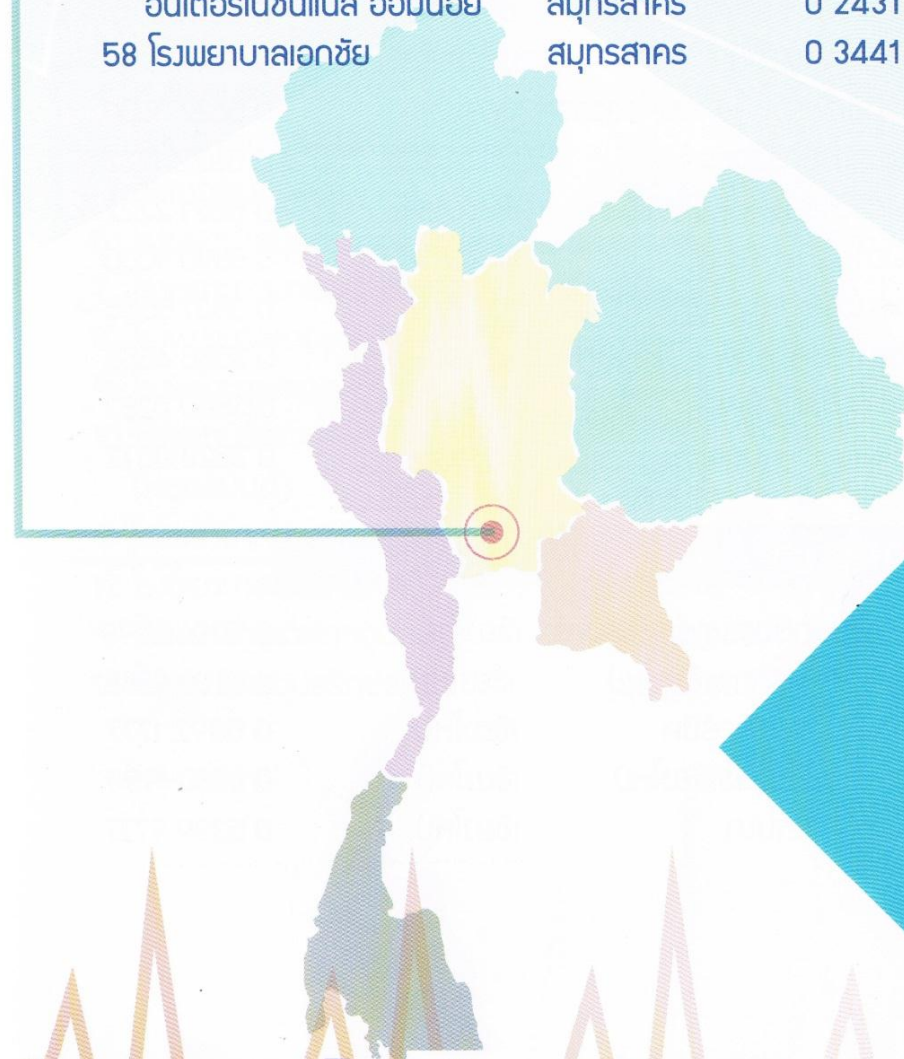 อินเตอร์เนชั่นแนล อ้อมน้อย สมุทรสาคร 0 2431
58 โรงพยาบาลเอกชัย สมุทรสาคร 0 3441